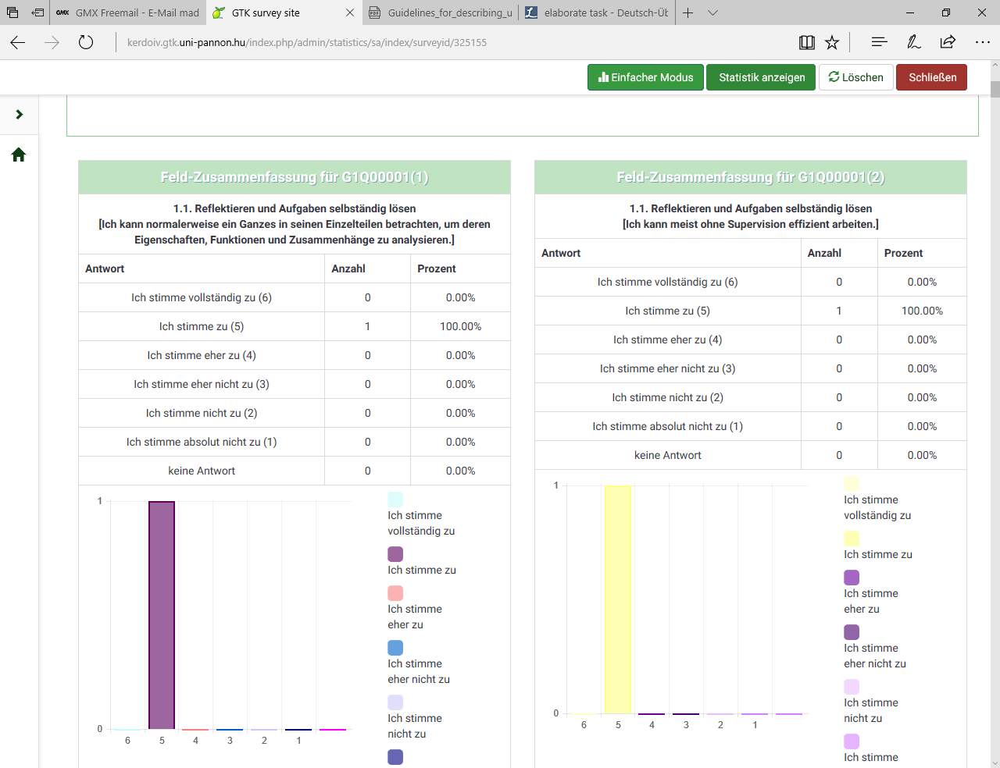 GMX GMX Freemail - E-Mail mad
GTK survey site
Guidelines_for_describing_u
elaborate task - Deutsch-Üb
kerdoiv.gtk.uni-pannon.hu/index.php/admin/statistics/sa/index/surveyid/325155
Einfacher Modus
Statistik anzeigen
Löschen
Schließen
Feld-Zusammenfassung für G1Q00001(1)
1.1. Reflektieren und Aufgaben selbständig lösen
[Ich kann normalerweise ein Ganzes in seinen Einzelteilen betrachten, um deren
Eigenschaften, Funktionen und Zusammenhänge zu analysieren.]
Antwort Anzahl Prozent
Ich stimme vollständig zu (6) 0 0.00%
Ich stimme zu (5) 1 100.00%
Ich stimme eher zu (4) 0 0.00%
Ich stimme eher nicht zu (3) 0 0.00%
Ich stimme nicht zu (2) 0 0.00%
Ich stimme absolut nicht zu (1) 0 0.00%
keine Antwort 0 0.00%
1
0
6 5 4 3 2 1
Ich stimme
vollständig zu
Ich stimme zu
Ich stimme
eher zu
Ich stimme
eher nicht zu
Ich stimme
nicht zu
Feld-Zusammenfassung für G1Q00001(2)
1.1. Reflektieren und Aufgaben selbständig lösen
[Ich kann meist ohne Supervision effizient arbeiten.]
Antwort Anzahl Prozent
Ich stimme vollständig zu (6) 0 0.00%
Ich stimme zu (5) 1 100.00%
Ich stimme eher zu (4) 0 0.00%
Ich stimme eher nicht zu (3) 0 0.00%
Ich stimme nicht zu (2) 0 0.00%
Ich stimme absolut nicht zu (1) 0 0.00%
keine Antwort 0 0.00%
1
0
6 5 4 3 2 1
Ich stimme
vollständig zu
Ich stimme zu
Ich stimme
eher zu
Ich stimme
eher nicht zu
Ich stimme
nicht zu
Ich stimme